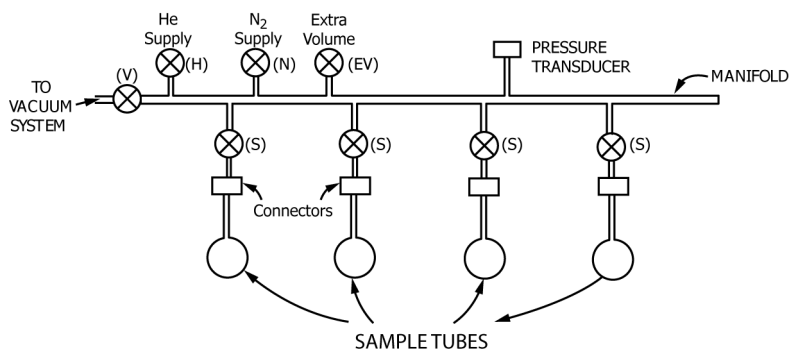 He
Supply
(H)
N2
Supply
(N)
Extra
Volume
(EV)
PRESSURE
TRANSDUCER
MANIFOLD
(V)
TO
VACUUM
SYSTEM
(S)
(S)
(S)
(S)
Connectors
SAMPLE TUBES